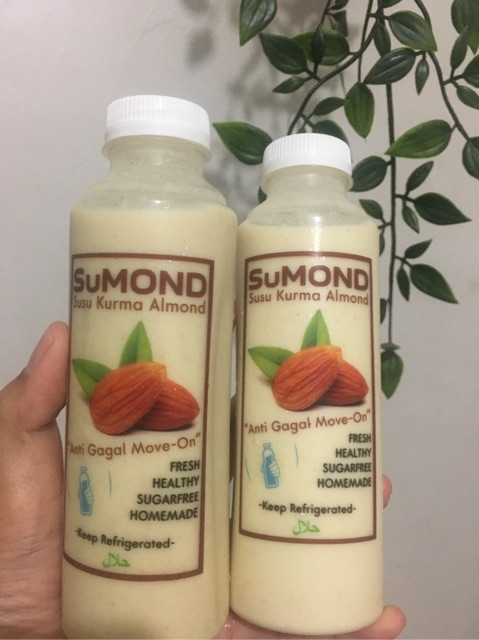 SuMOND
Susu Kurma Almond
"Anti Gagal Move-On"
FRESH
HEALTHY
SUGARFREE
HOMEMADE
-Keep Refrigerated-
حلال
SuMOND
Susu Kurma Almond
"Anti Gagal Move-On"
FRESH
HEALTHY
SUGARFREE
HOMEMADE
-Keep Refrigerated-
حلال